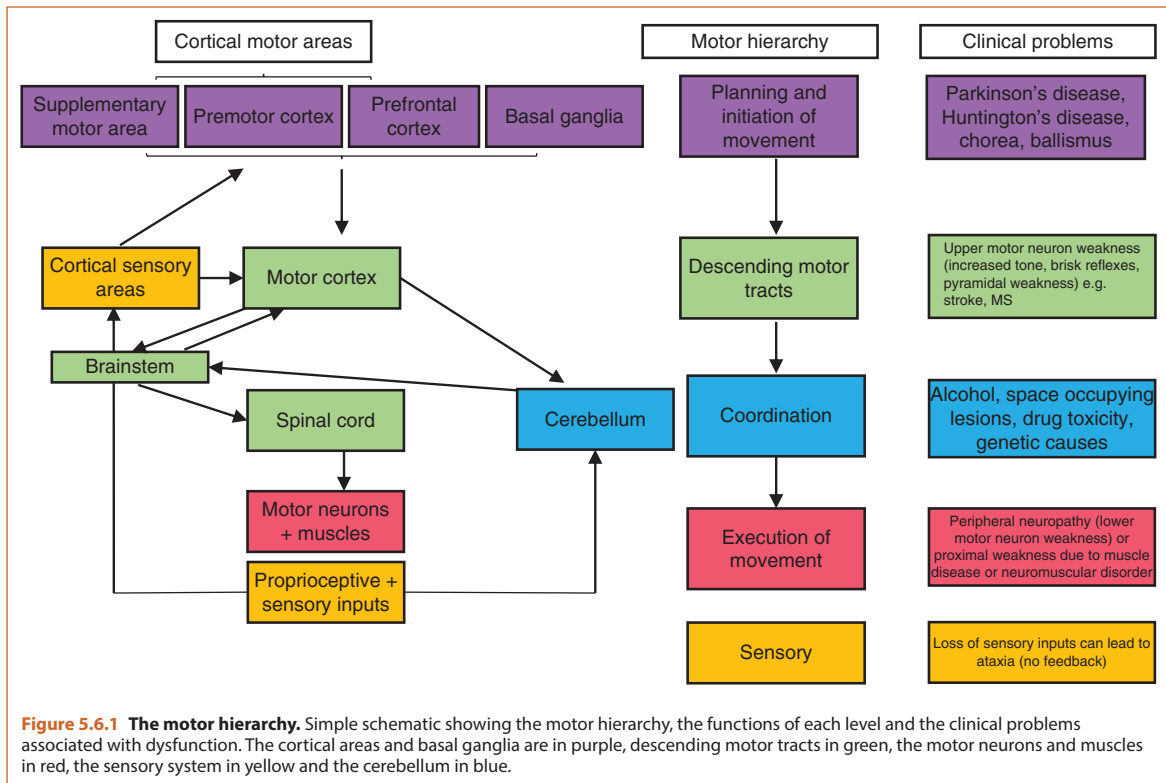 Cortical motor areas
Motor hierarchy
Clinical problems
Supplementary
motor area
Premotor cortex
Prefrontal
cortex
Basal ganglia
Planning and
initiation of
movement
Parkinson's disease,
Huntington's disease,
chorea, ballismus
Cortical sensory
areas
Motor cortex
Descending motor
tracts
Upper motor neuron weakness
(increased tone, brisk reflexes,
pyramidal weakness) e.g.
stroke, MS
Brainstem
Spinal cord
Cerebellum
Coordination
Alcohol, space occupying
lesions, drug toxicity,
genetic causes
Motor neurons
+ muscles
Execution of
movement
Peripheral neuropathy (lower
motor neuron weakness) or
proximal weakness due to muscle
disease or neuromuscular disorder
Proprioceptive +
sensory inputs
Sensory
Loss of sensory inputs can lead to
ataxia (no feedback)
Figure 5.6.1 The motor hierarchy. Simple schematic showing the motor hierarchy, the functions of each level and the clinical problems
associated with dysfunction. The cortical areas and basal ganglia are in purple, descending motor tracts in green, the motor neurons and muscles
in red, the sensory system in yellow and the cerebellum in blue.